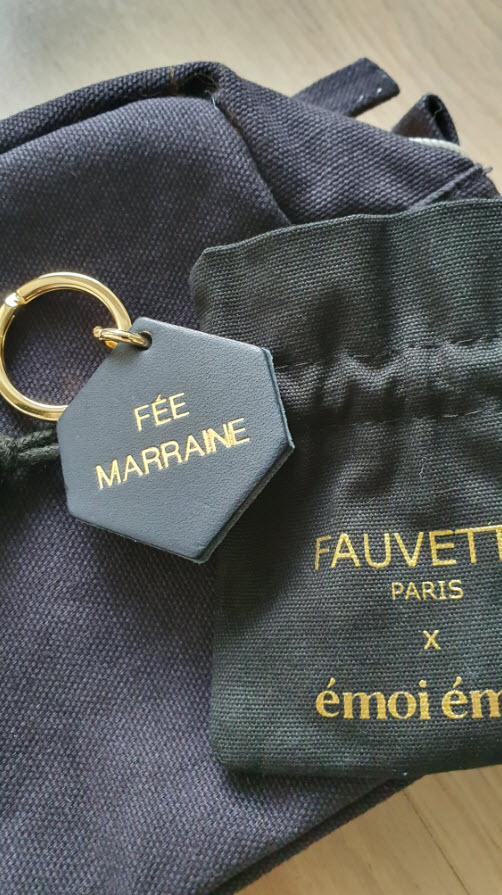 FÉE
MARRAINE
FAUVETT
PARIS
X
émoi ém